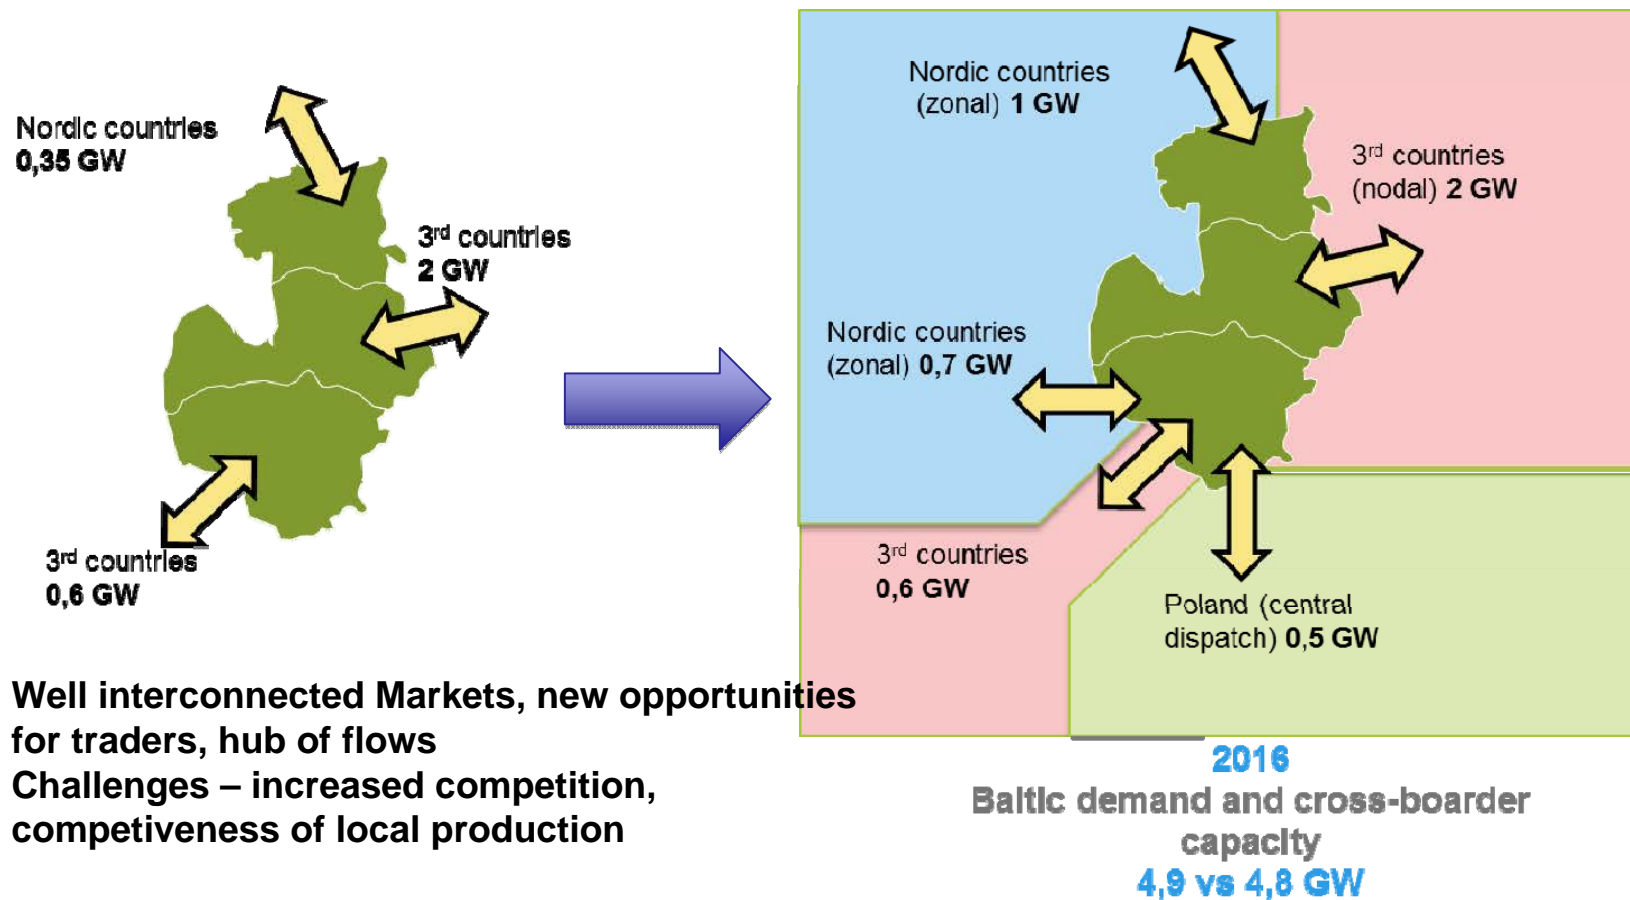 Nordic countries
0,35 GW
3rd countries
2 GW
3rd countries
0,6 GW
Nordic countries
(zonal) 1 GW
3rd countries
(nodal) 2 GW
Nordic countries
(zonal) 0,7 GW
3rd countries
0,6 GW
Poland (central
dispatch) 0,5 GW
Well interconnected Markets, new opportunities
for traders, hub of flows
Challenges – increased competition,
competiveness of local production
2016
Baltic demand and cross-boarder
capacity
4,9 vs 4,8 GW